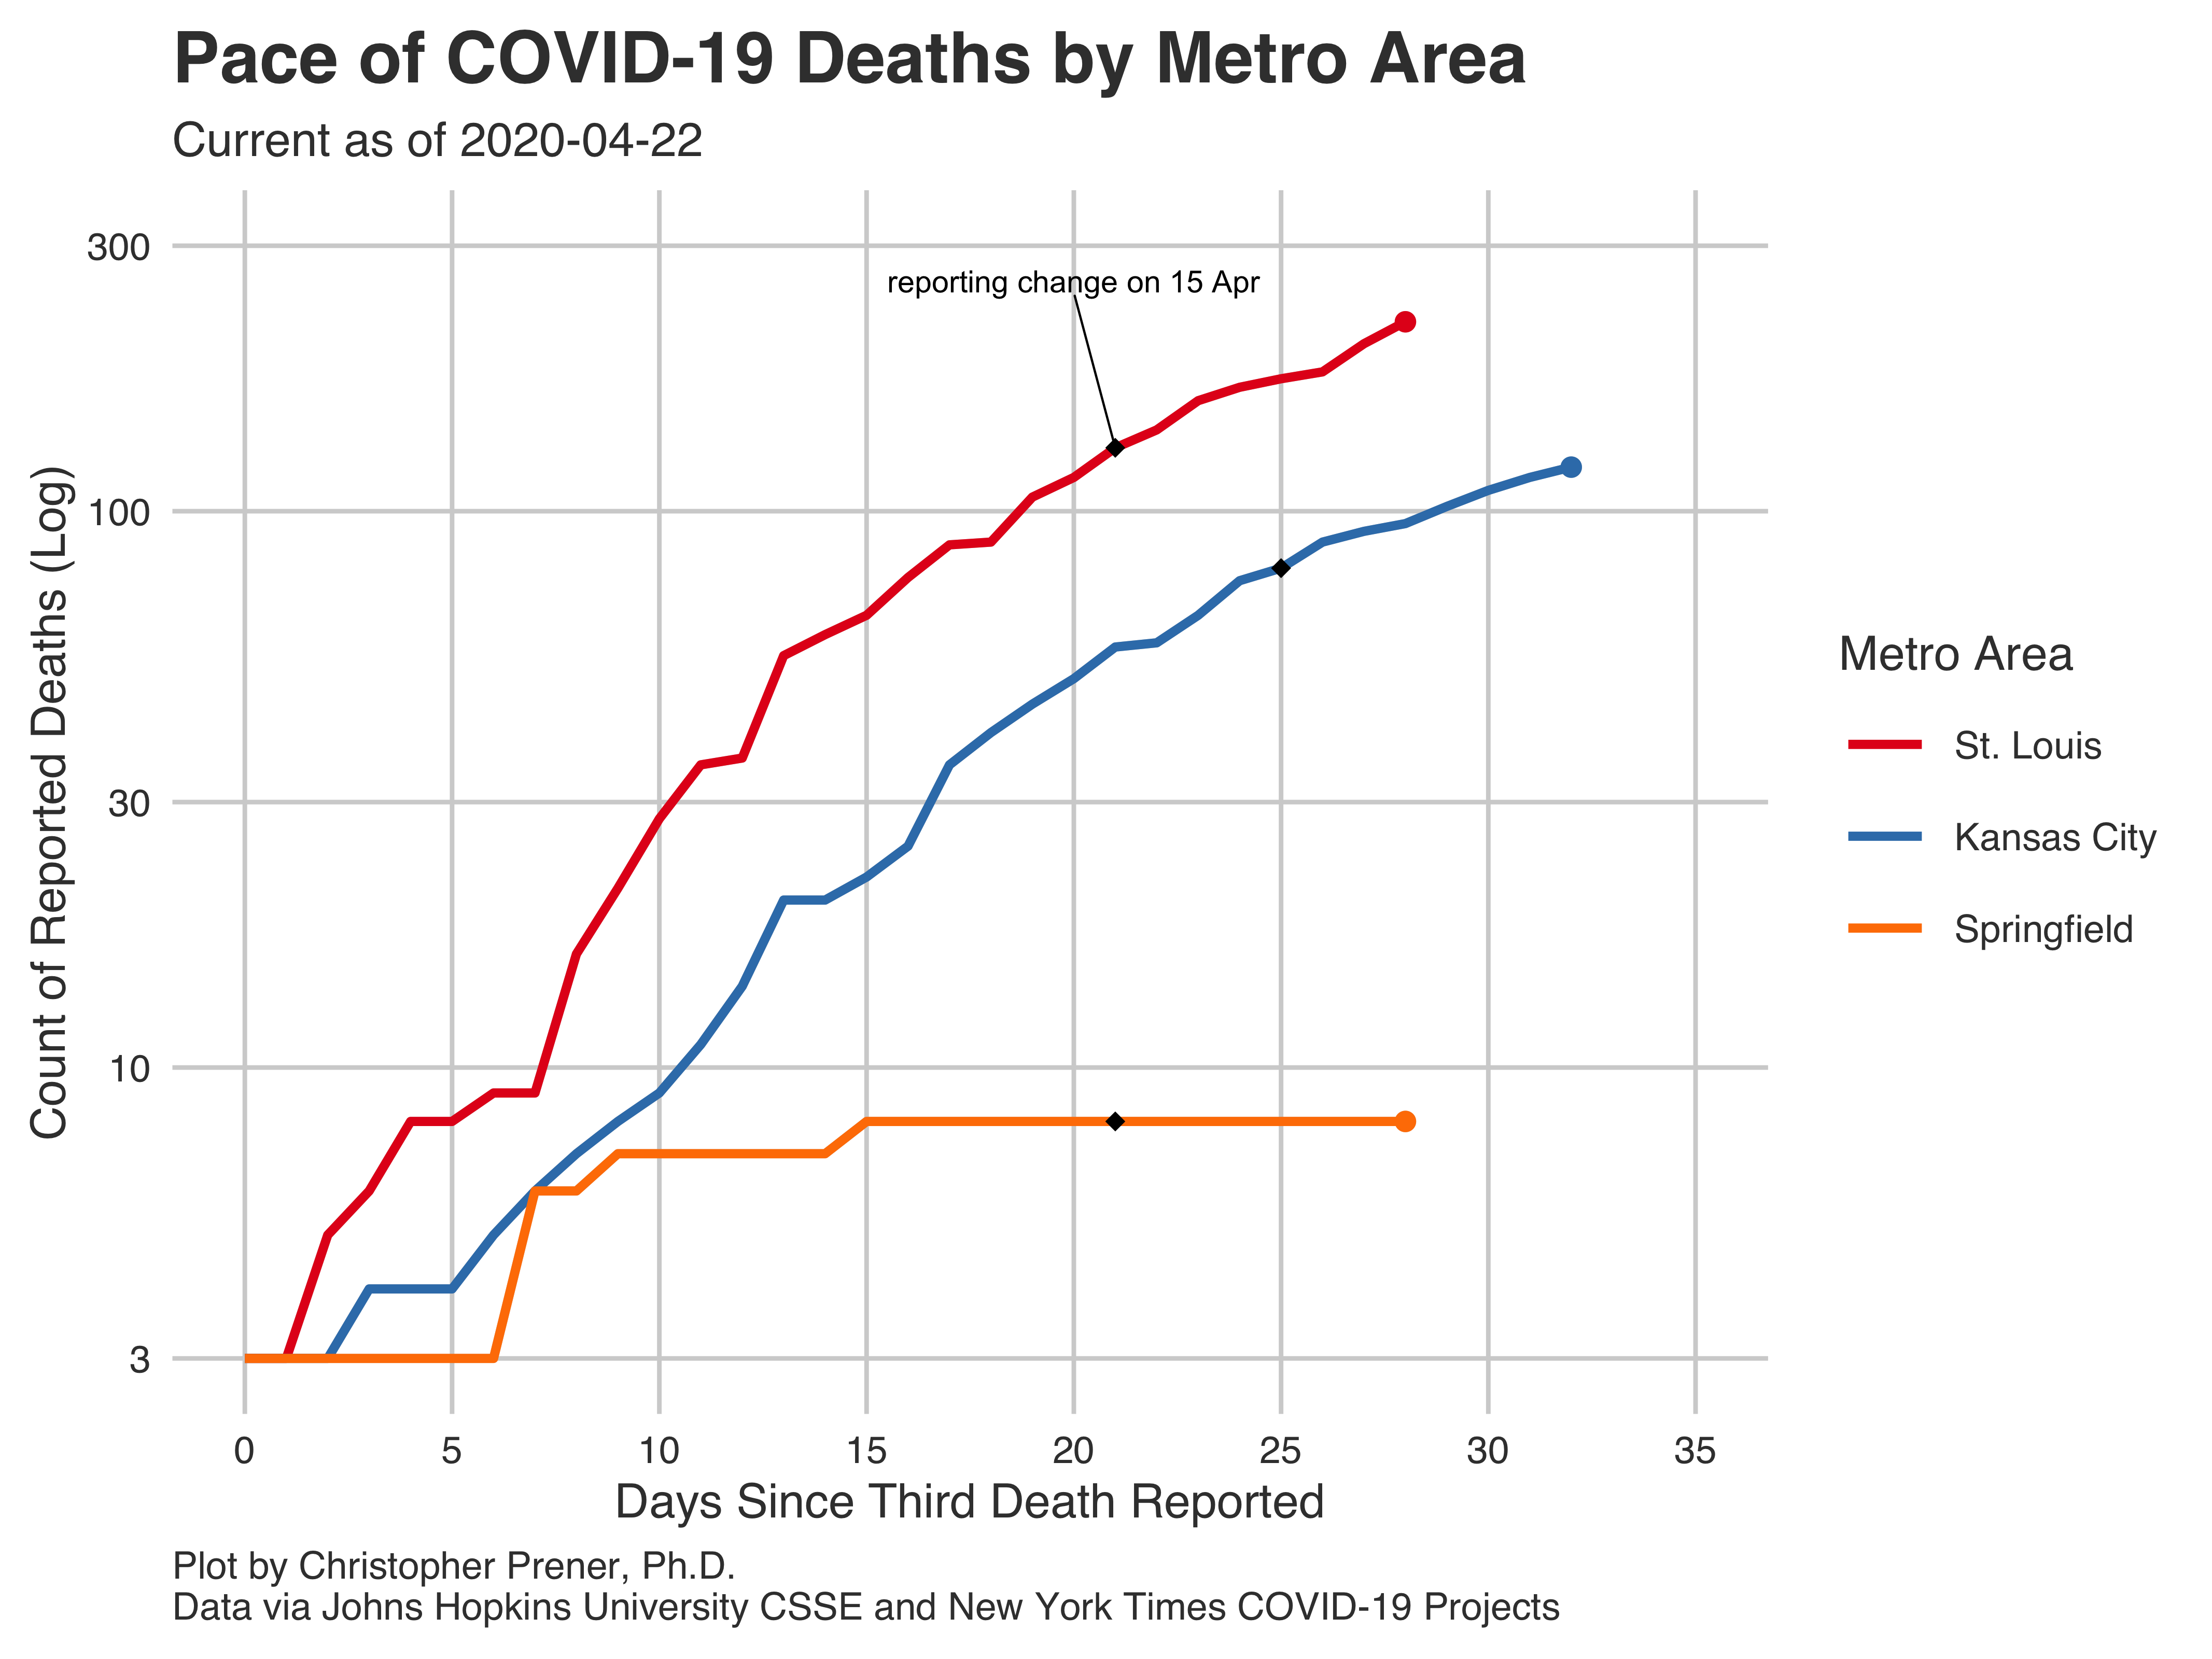 Pace of COVID-19 Deaths by Metro Area
Current as of 2020-04-22
Count of Reported Deaths (Log)
300
100
30
10
3
reporting change on 15 Apr
0 5 10 15 20 25 30 35
Days Since Third Death Reported
Metro Area
St. Louis
Kansas City
Springfield
Plot by Christopher Prener, Ph.D.
Data via Johns Hopkins University CSSE and New York Times COVID-19 Projects